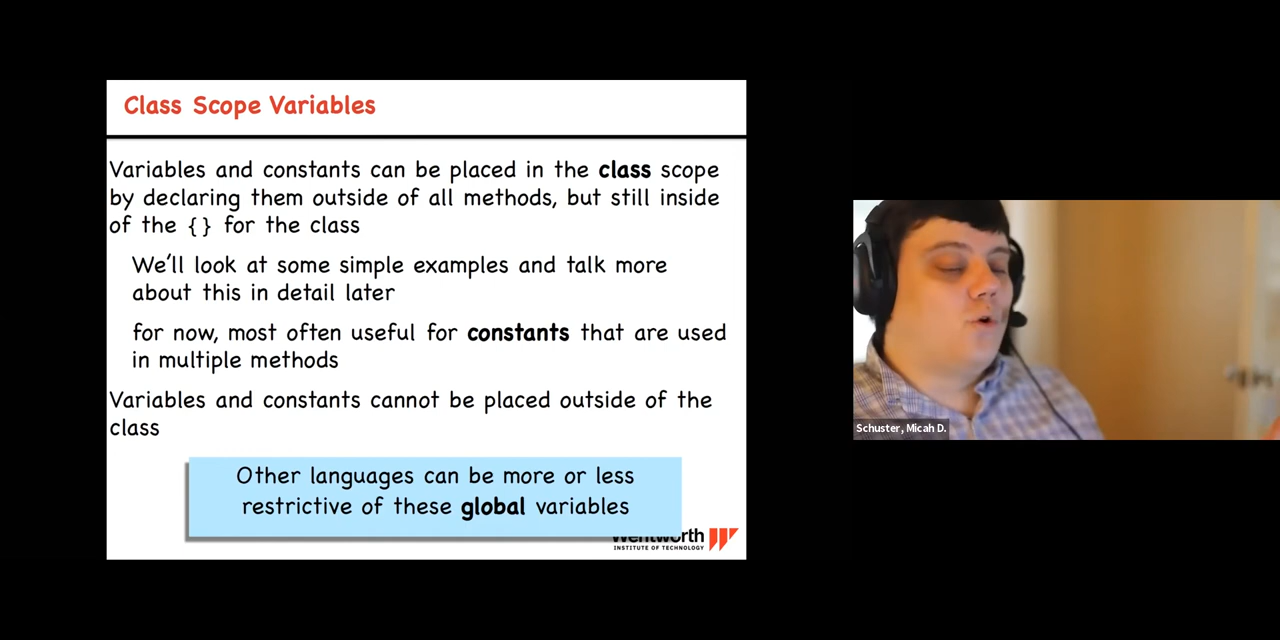 Class Scope Variables
Variables and constants can be placed in the class scope
by declaring them outside of all methods, but still inside
of the {} for the class
We'll look at some simple examples and talk more
about this in detail later
for now, most often useful for constants that are used
in multiple methods
Variables and constants cannot be placed outside of the
class
Other languages can be more or less
restrictive of these global variables
Wentworth
INSTITUTE OF TECHNOLOGY
Schuster, Micah D.